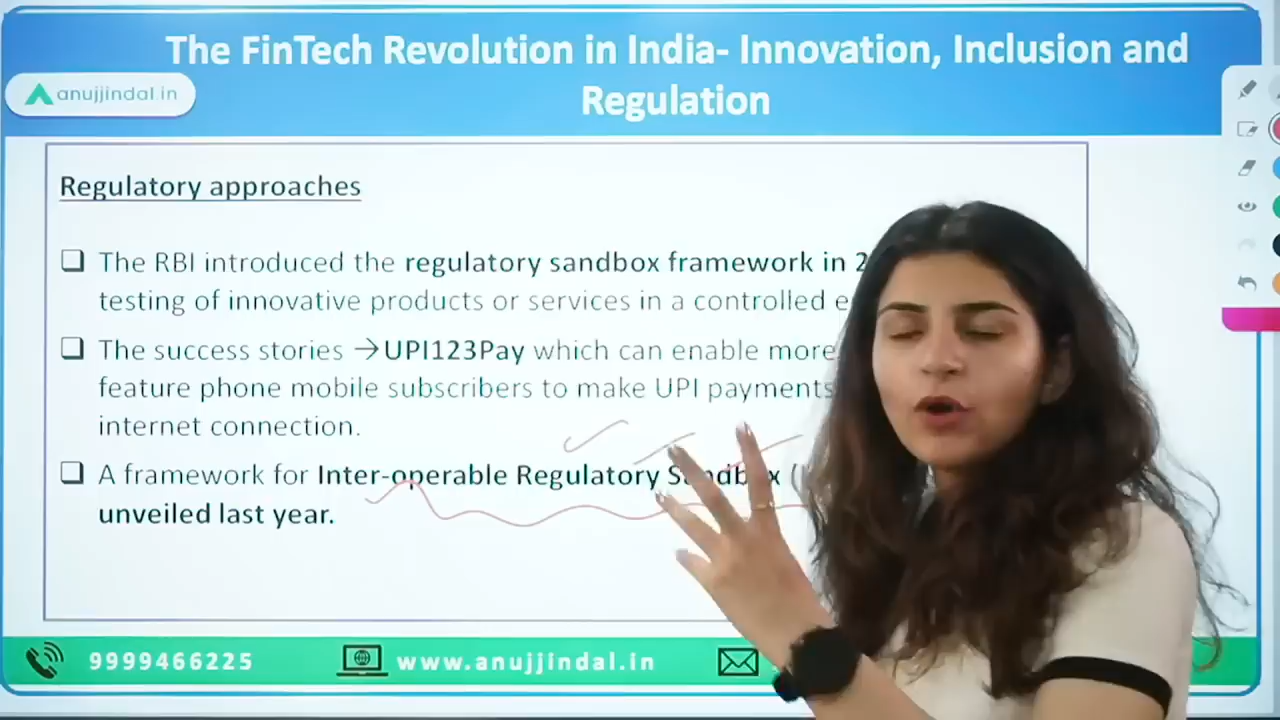 The FinTech Revolution in India- Innovation, Inclusion and
Regulation
anujjindal.in
Regulatory approaches
The RBI introduced the regulatory sandbox framework in
testing of innovative products or services in a controlled
The success stories →UPI123Pay which can enable more
feature phone mobile subscribers to make UPI payments
internet connection.
A framework for Inter-operable Regulatory Sandbox
unveiled last year.
9999466225
www.anujjindal.in